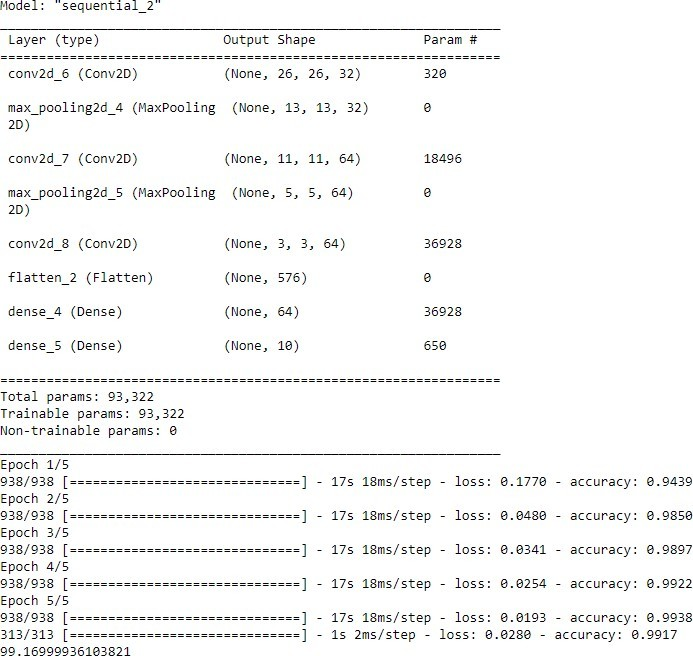 Model: "sequential_2"
_________________________________________________________________
Layer (type) Output Shape Param #
=================================================================
conv2d_6 (Conv2D) (None, 26, 26, 32) 320
max_pooling2d_4 (MaxPooling (None, 13, 13, 32) 0
2D)
conv2d_7 (Conv2D) (None, 11, 11, 64) 18496
max_pooling2d_5 (MaxPooling (None, 5, 5, 64) 0
2D)
conv2d_8 (Conv2D) (None, 3, 3, 64) 36928
flatten_2 (Flatten) (None, 576) 0
dense_4 (Dense) (None, 64) 36928
dense_5 (Dense) (None, 10) 650
=================================================================
Total params: 93,322
Trainable params: 93,322
Non-trainable params: 0
_________________________________________________________________
Epoch 1/5
938/938 [==============================] - 17s 18ms/step - loss: 0.1770 - accuracy: 0.9439
Epoch 2/5
938/938 [==============================] - 17s 18ms/step - loss: 0.0480 - accuracy: 0.9850
Epoch 3/5
938/938 [==============================] - 17s 18ms/step - loss: 0.0341 - accuracy: 0.9897
Epoch 4/5
938/938 [==============================] - 17s 18ms/step - loss: 0.0254 - accuracy: 0.9922
Epoch 5/5
938/938 [==============================] - 17s 18ms/step - loss: 0.0193 - accuracy: 0.9938
313/313 [==============================] - 1s 2ms/step - loss: 0.0280 - accuracy: 0.9917
99.16999936103821